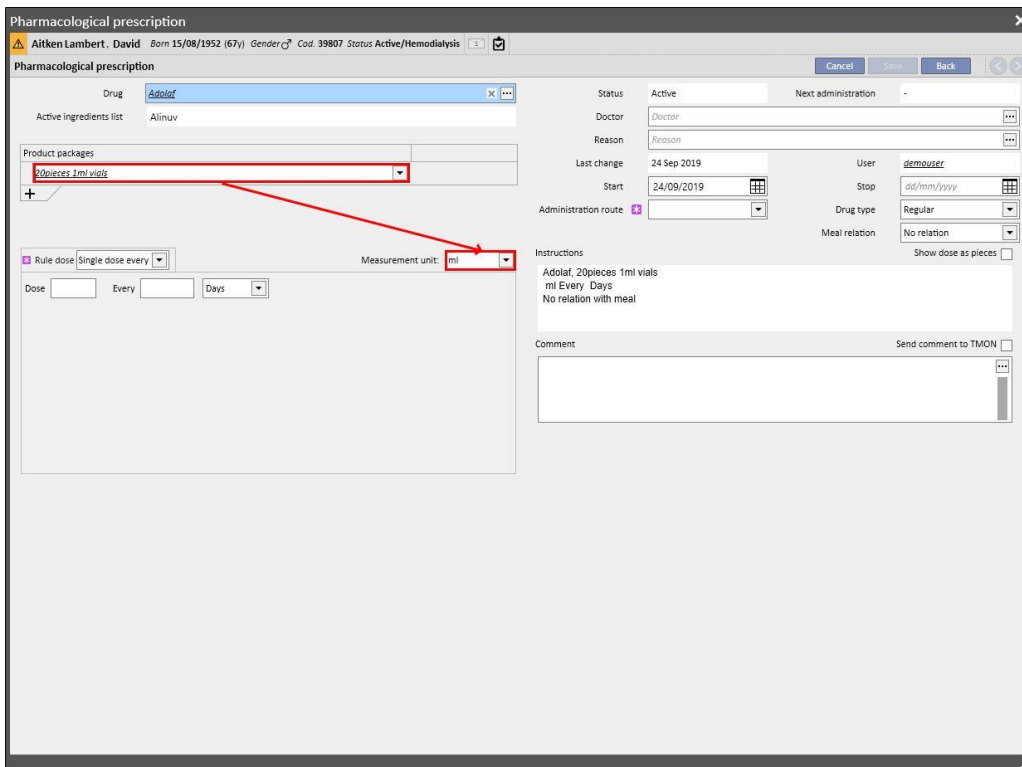 Pharmacological prescription
Aitken Lambert, David Born 15/08/1952 (67y) Gender Cod. 39807 Status Active/Hemodialysis 1
Pharmacological prescription Cancel Save Back
Drug Adolaf
Active ingredients list Alinuv
Product packages
20pieces 1ml vials
+
Rule dose Single dose every Measurement unit: ml
Dose Every Days
Status Active Next administration -
Doctor Doctor
Reason Reason
Last change 24 Sep 2019 User demouser
Start 24/09/2019 Stop dd/mm/yyyy
Administration route Drug type Regular
Meal relation No relation
Instructions Show dose as pieces
Adolaf, 20pieces 1ml vials
ml Every Days
No relation with meal
Comment Send comment to TMON